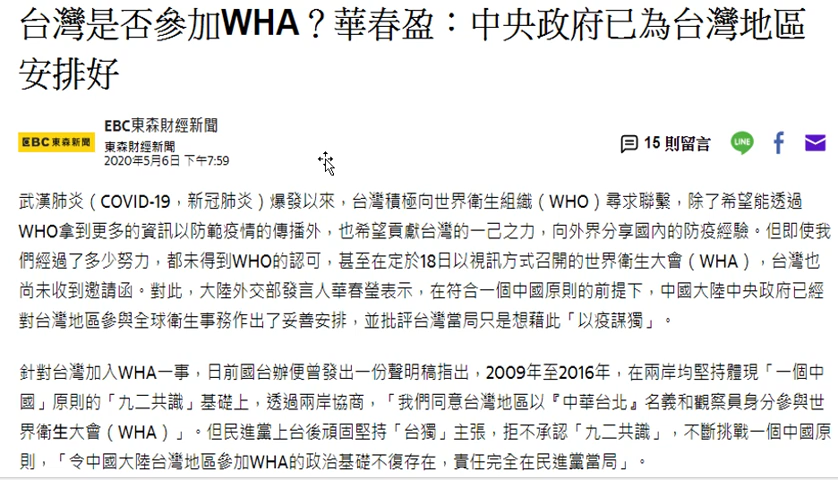 台灣是否參加WHA？華春盈：中央政府已為台灣地區
安排好
EBC東森新聞
EBC東森財經新聞
東森財經新聞
2020年5月6日 下午7:59
15 則留言
LINE
武漢肺炎（COVID-19，新冠肺炎）爆發以來，台灣積極向世界衛生組織（WHO）尋求聯繫，除了希望能透過
WHO拿到更多的資訊以防範疫情的傳播外，也希望貢獻台灣的一己之力，向外界分享國內的防疫經驗。但即使我
們經過了多少努力，都未得到WHO的認可，甚至在定於18日以視訊方式召開的世界衛生大會（WHA），台灣也
尚未收到邀請函。對此，大陸外交部發言人華春瑩表示，在符合一個中國原則的前提下，中國大陸中央政府已經
對台灣地區參與全球衛生事務作出了妥善安排，並批評台灣當局只是想藉此「以疫謀獨」。
針對台灣加入WHA一事，日前國台辦便曾發出一份聲明稿指出，2009年至2016年，在兩岸均堅持體現「一個中
國」原則的「九二共識」基礎上，透過兩岸協商，「我們同意台灣地區以『中華台北』名義和觀察員身分參與世
界衛生大會（WHA）」。但民進黨上台後頑固堅持「台獨」主張，拒不承認「九二共識」，不斷挑戰一個中國原
則，「令中國大陸台灣地區參加WHA的政治基礎不復存在，責任完全在民進黨當局」。